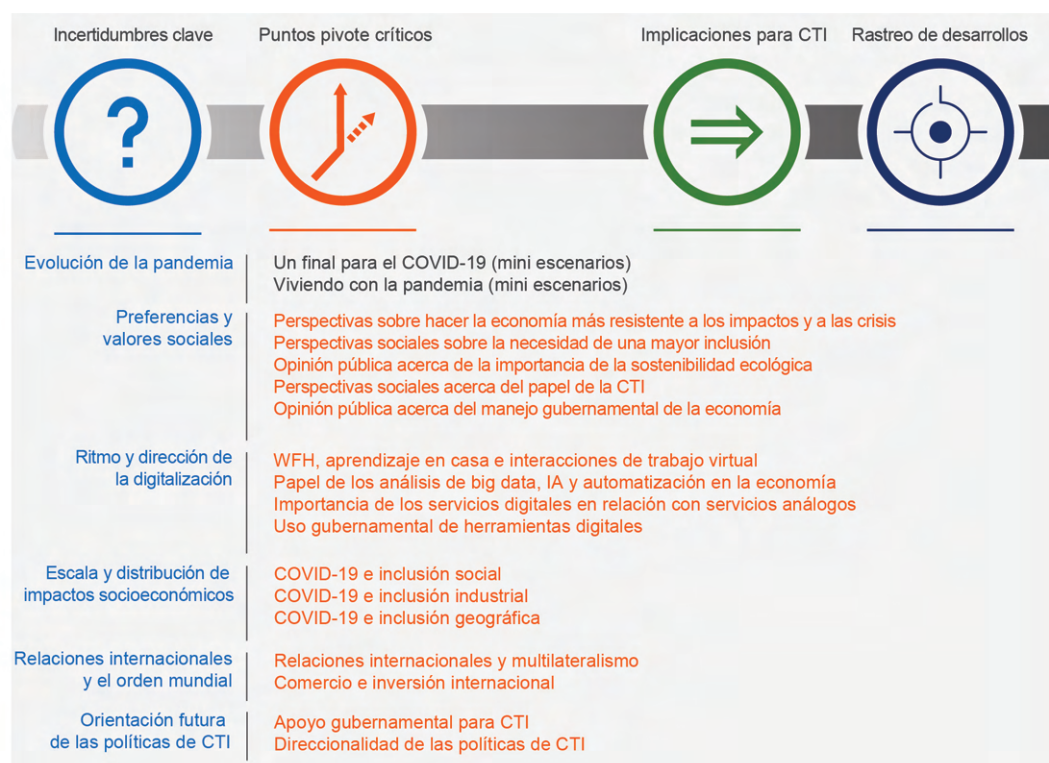 Incertidumbres clave
Puntos pivote críticos
Implicaciones para CTI
Rastreo de desarrollos
?
Evolución de la pandemia
Un final para el COVID-19 (mini escenarios)
Viviendo con la pandemia (mini escenarios)
Preferencias y
valores sociales
Perspectivas sobre hacer la economía más resistente a los impactos y a las crisis
Perspectivas sociales sobre la necesidad de una mayor inclusión
Opinión pública acerca de la importancia de la sostenibilidad ecológica
Perspectivas sociales acerca del papel de la CTI
Opinión pública acerca del manejo gubernamental de la economía
Ritmo y dirección de
la digitalización
WFH, aprendizaje en casa e interacciones de trabajo virtual
Papel de los análisis de big data, IA y automatización en la economía
Importancia de los servicios digitales en relación con servicios análogos
Uso gubernamental de herramientas digitales
Escala y distribución de
impactos socioeconómicos
COVID-19 e inclusión social
COVID-19 e inclusión industrial
COVID-19 e inclusión geográfica
Relaciones internacionales
y el orden mundial
Relaciones internacionales y multilateralismo
Comercio e inversión internacional
Orientación futura
de las políticas de CTI
Apoyo gubernamental para CTI
Direccionalidad de las políticas de CTI